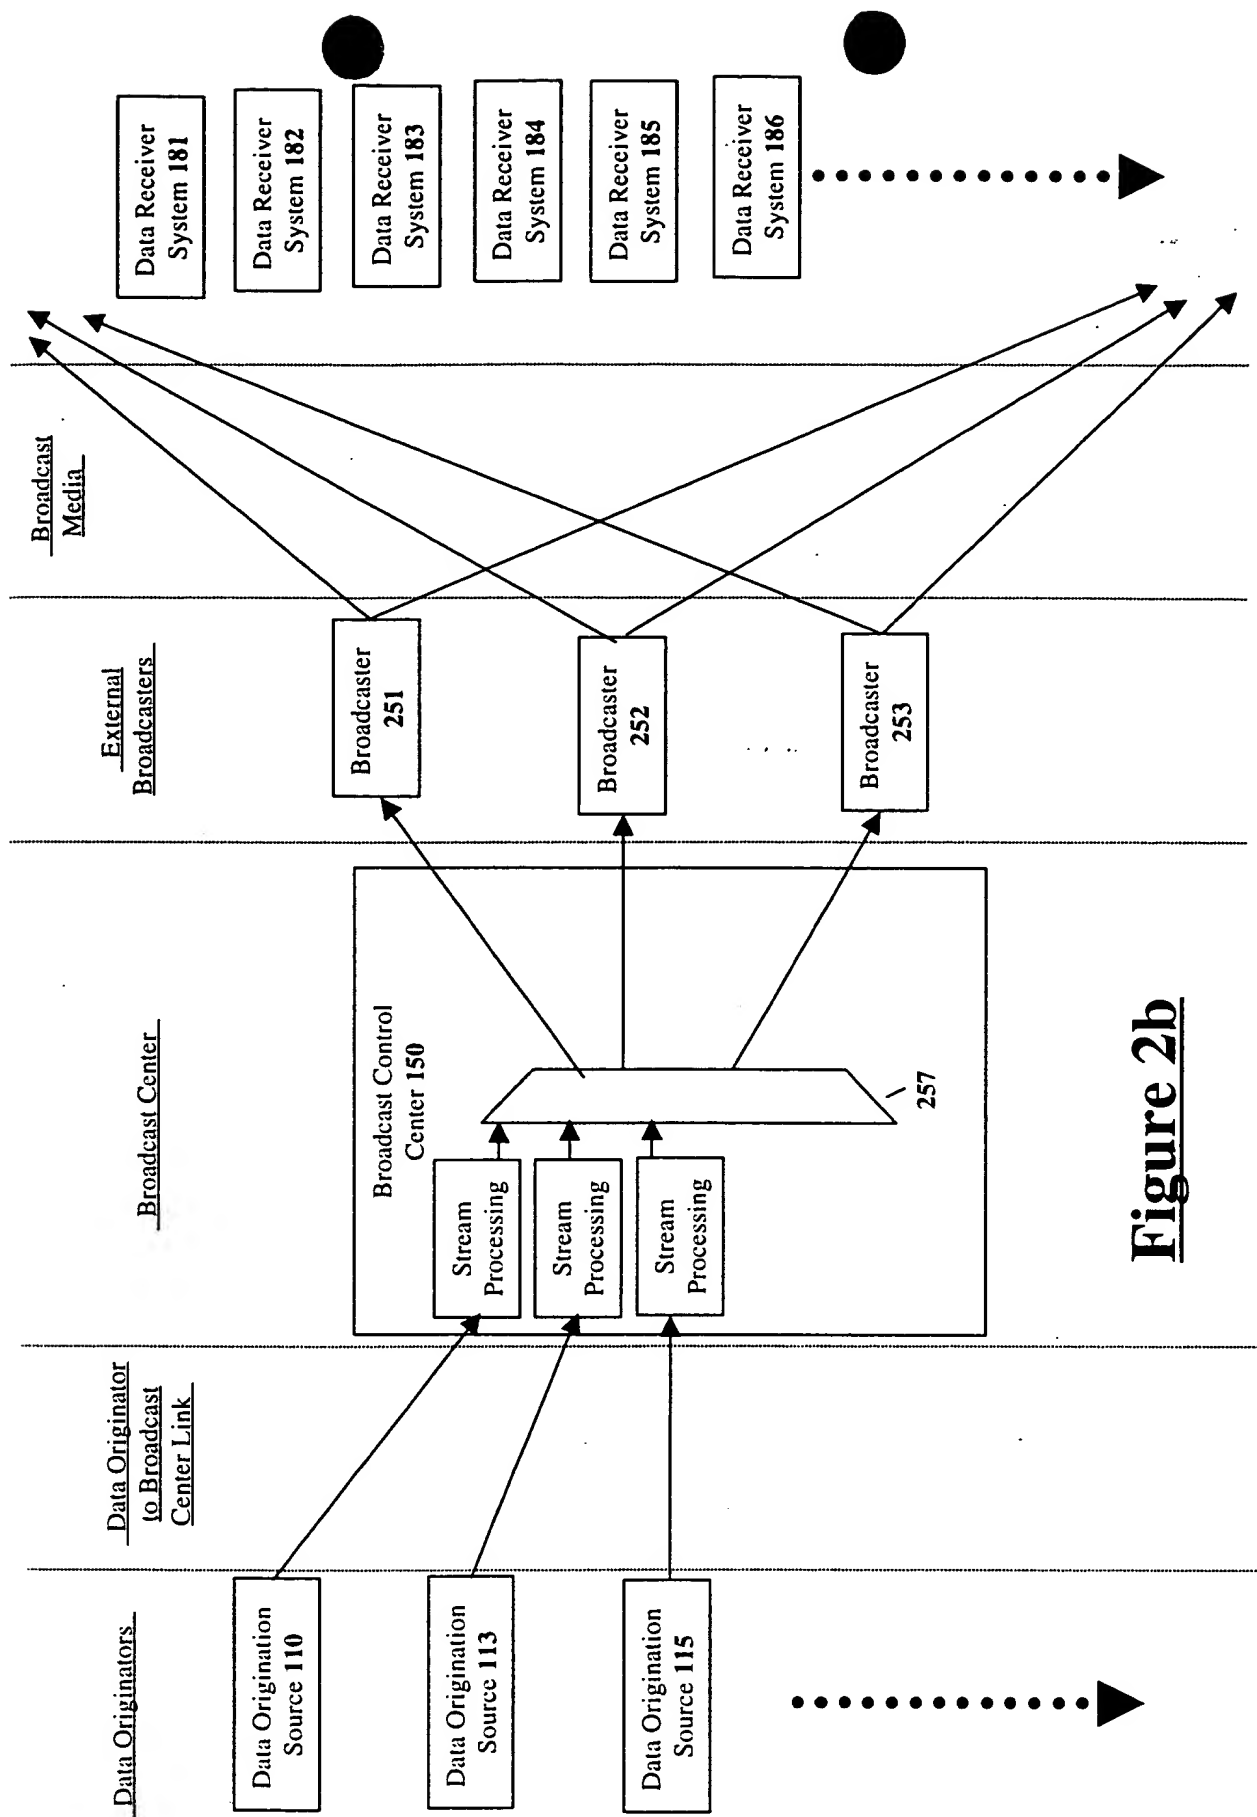 Data Originators
Data Originator
to Broadcast
Center Link
Broadcast Center
External
Broadcasters
Broadcast
Media
Data Origination
Source 110
Data Origination
Source 113
Data Origination
Source 115
Broadcast Control
Center 150
Stream
Processing
Stream
Processing
Stream
Processing
257
Broadcaster
251
Broadcaster
252
Broadcaster
253
Data Receiver
System 181
Data Receiver
System 182
Data Receiver
System 183
Data Receiver
System 184
Data Receiver
System 185
Data Receiver
System 186
Figure 2b